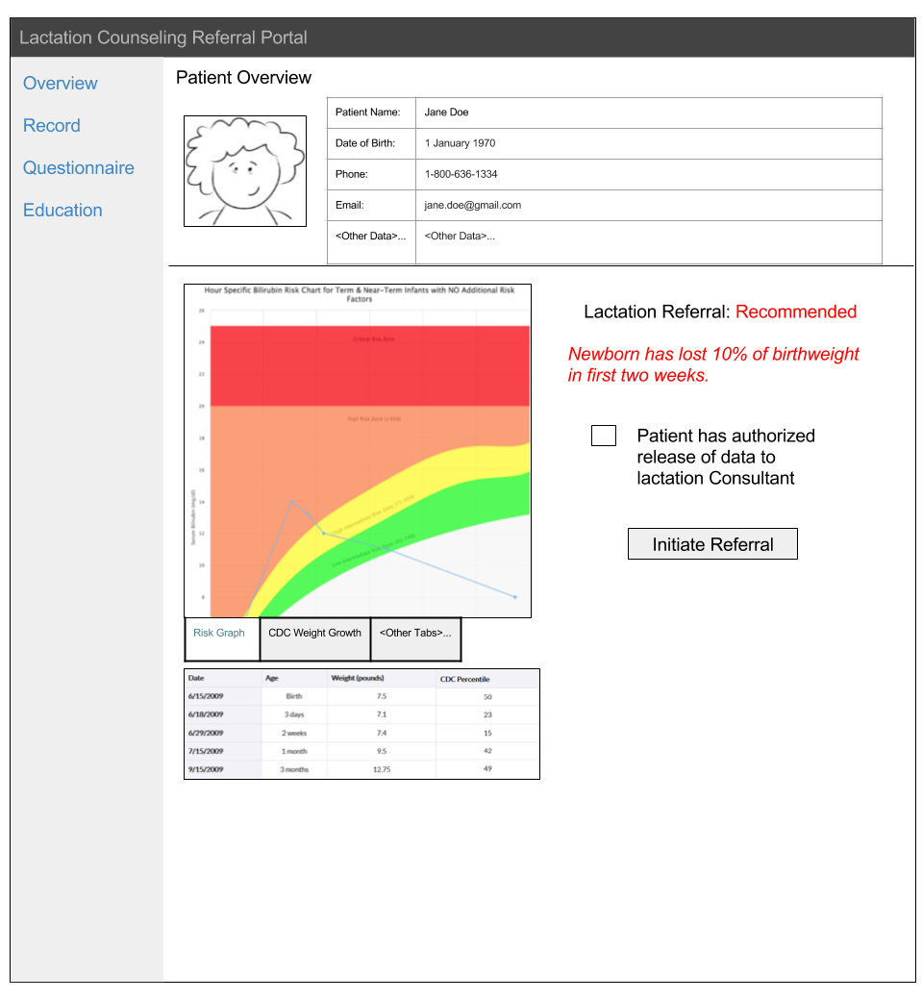 Lactation Counseling Referral Portal
Overview
Record
Questionnaire
Education
Patient Overview
Patient Name: Jane Doe
Date of Birth: 1 January 1970
Phone: 1-800-636-1334
Email: jane.doe@gmail.com
<Other Data>... <Other Data>...
Hour Specific Bilirubin Risk Chart for Term & Near-Term Infants with NO Additional Risk
Factors
26
24
22
20
18
16
14
12
10
8
Serum Bilirubin (mg/dl)
Critical Risk Zone
High Risk Zone (>95%)
High Intermediate Risk Zone
Low Intermediate Risk Zone
Risk Graph
CDC Weight Growth
<Other Tabs>...
Lactation Referral: Recommended
Newborn has lost 10% of birthweight
in first two weeks.
Patient has authorized
release of data to
lactation Consultant
Initiate Referral
Date Age Weight (pounds) CDC Percentile
6/15/2009 Birth 7.5 50
6/18/2009 3 days 7.1 23
6/29/2009 2 weeks 7.4 15
7/15/2009 1 month 9.5 42
9/15/2009 3 months 12.75 49